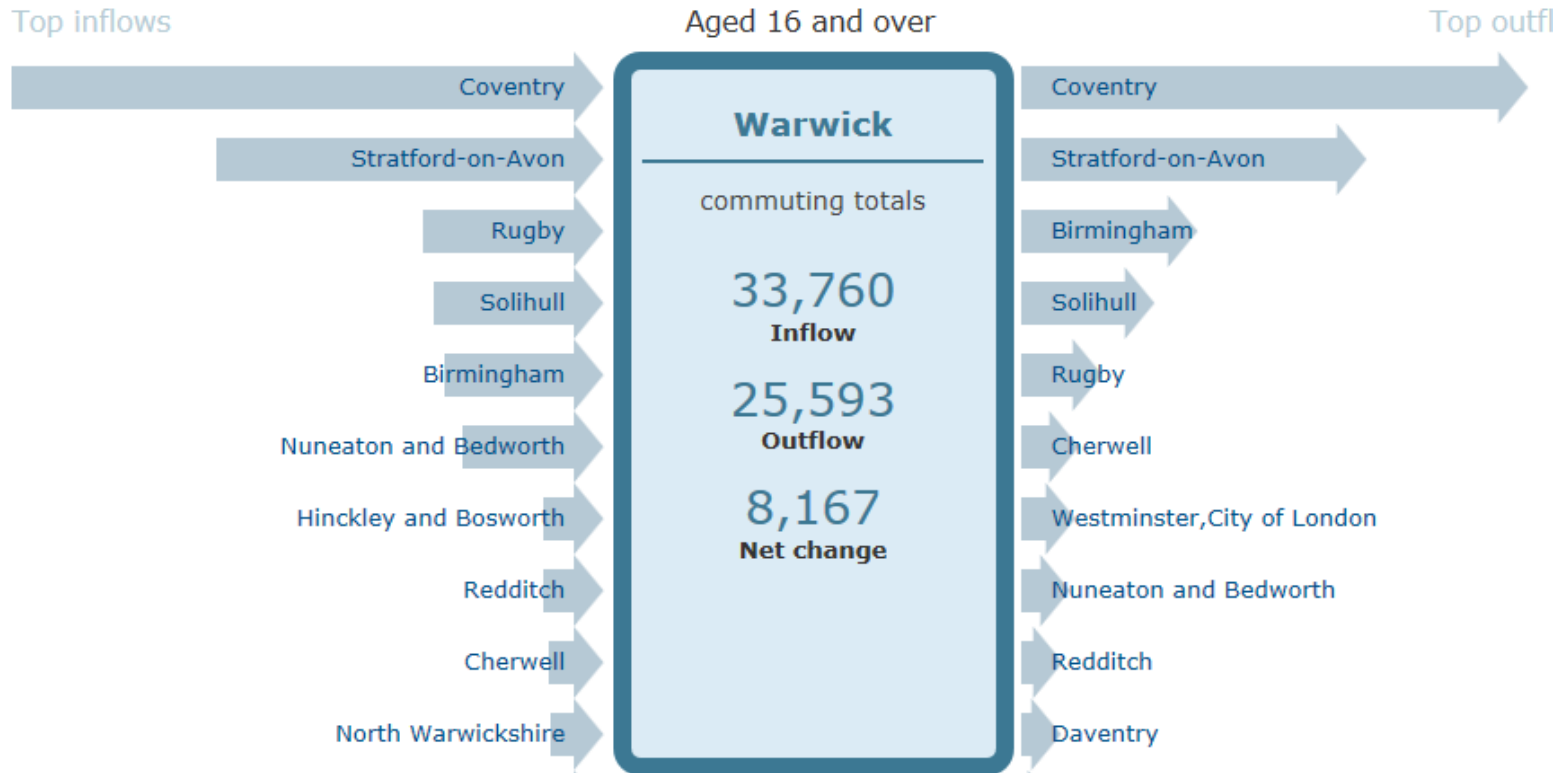 Top inflows
Aged 16 and over
Top outfl
Coventry
Stratford-on-Avon
Rugby
Solihull
Birmingham
Nuneaton and Bedworth
Hinckley and Bosworth
Redditch
Cherwell
North Warwickshire
Warwick
commuting totals
33,760
Inflow
25,593
Outflow
8,167
Net change
Coventry
Stratford-on-Avon
Birmingham
Solihull
Rugby
Cherwell
Westminster,City of London
Nuneaton and Bedworth
Redditch
Daventry